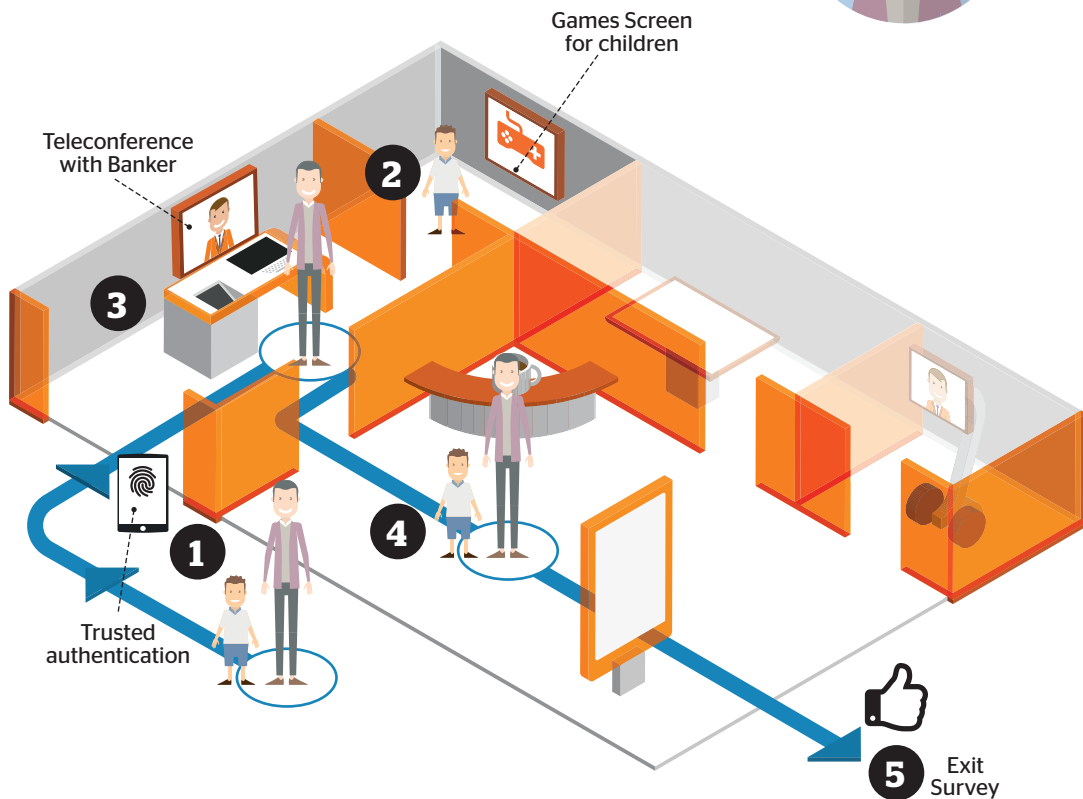 Games Screen
for children
Teleconference
with Banker
2
3
1
4
Trusted
authentication
5
Exit
Survey